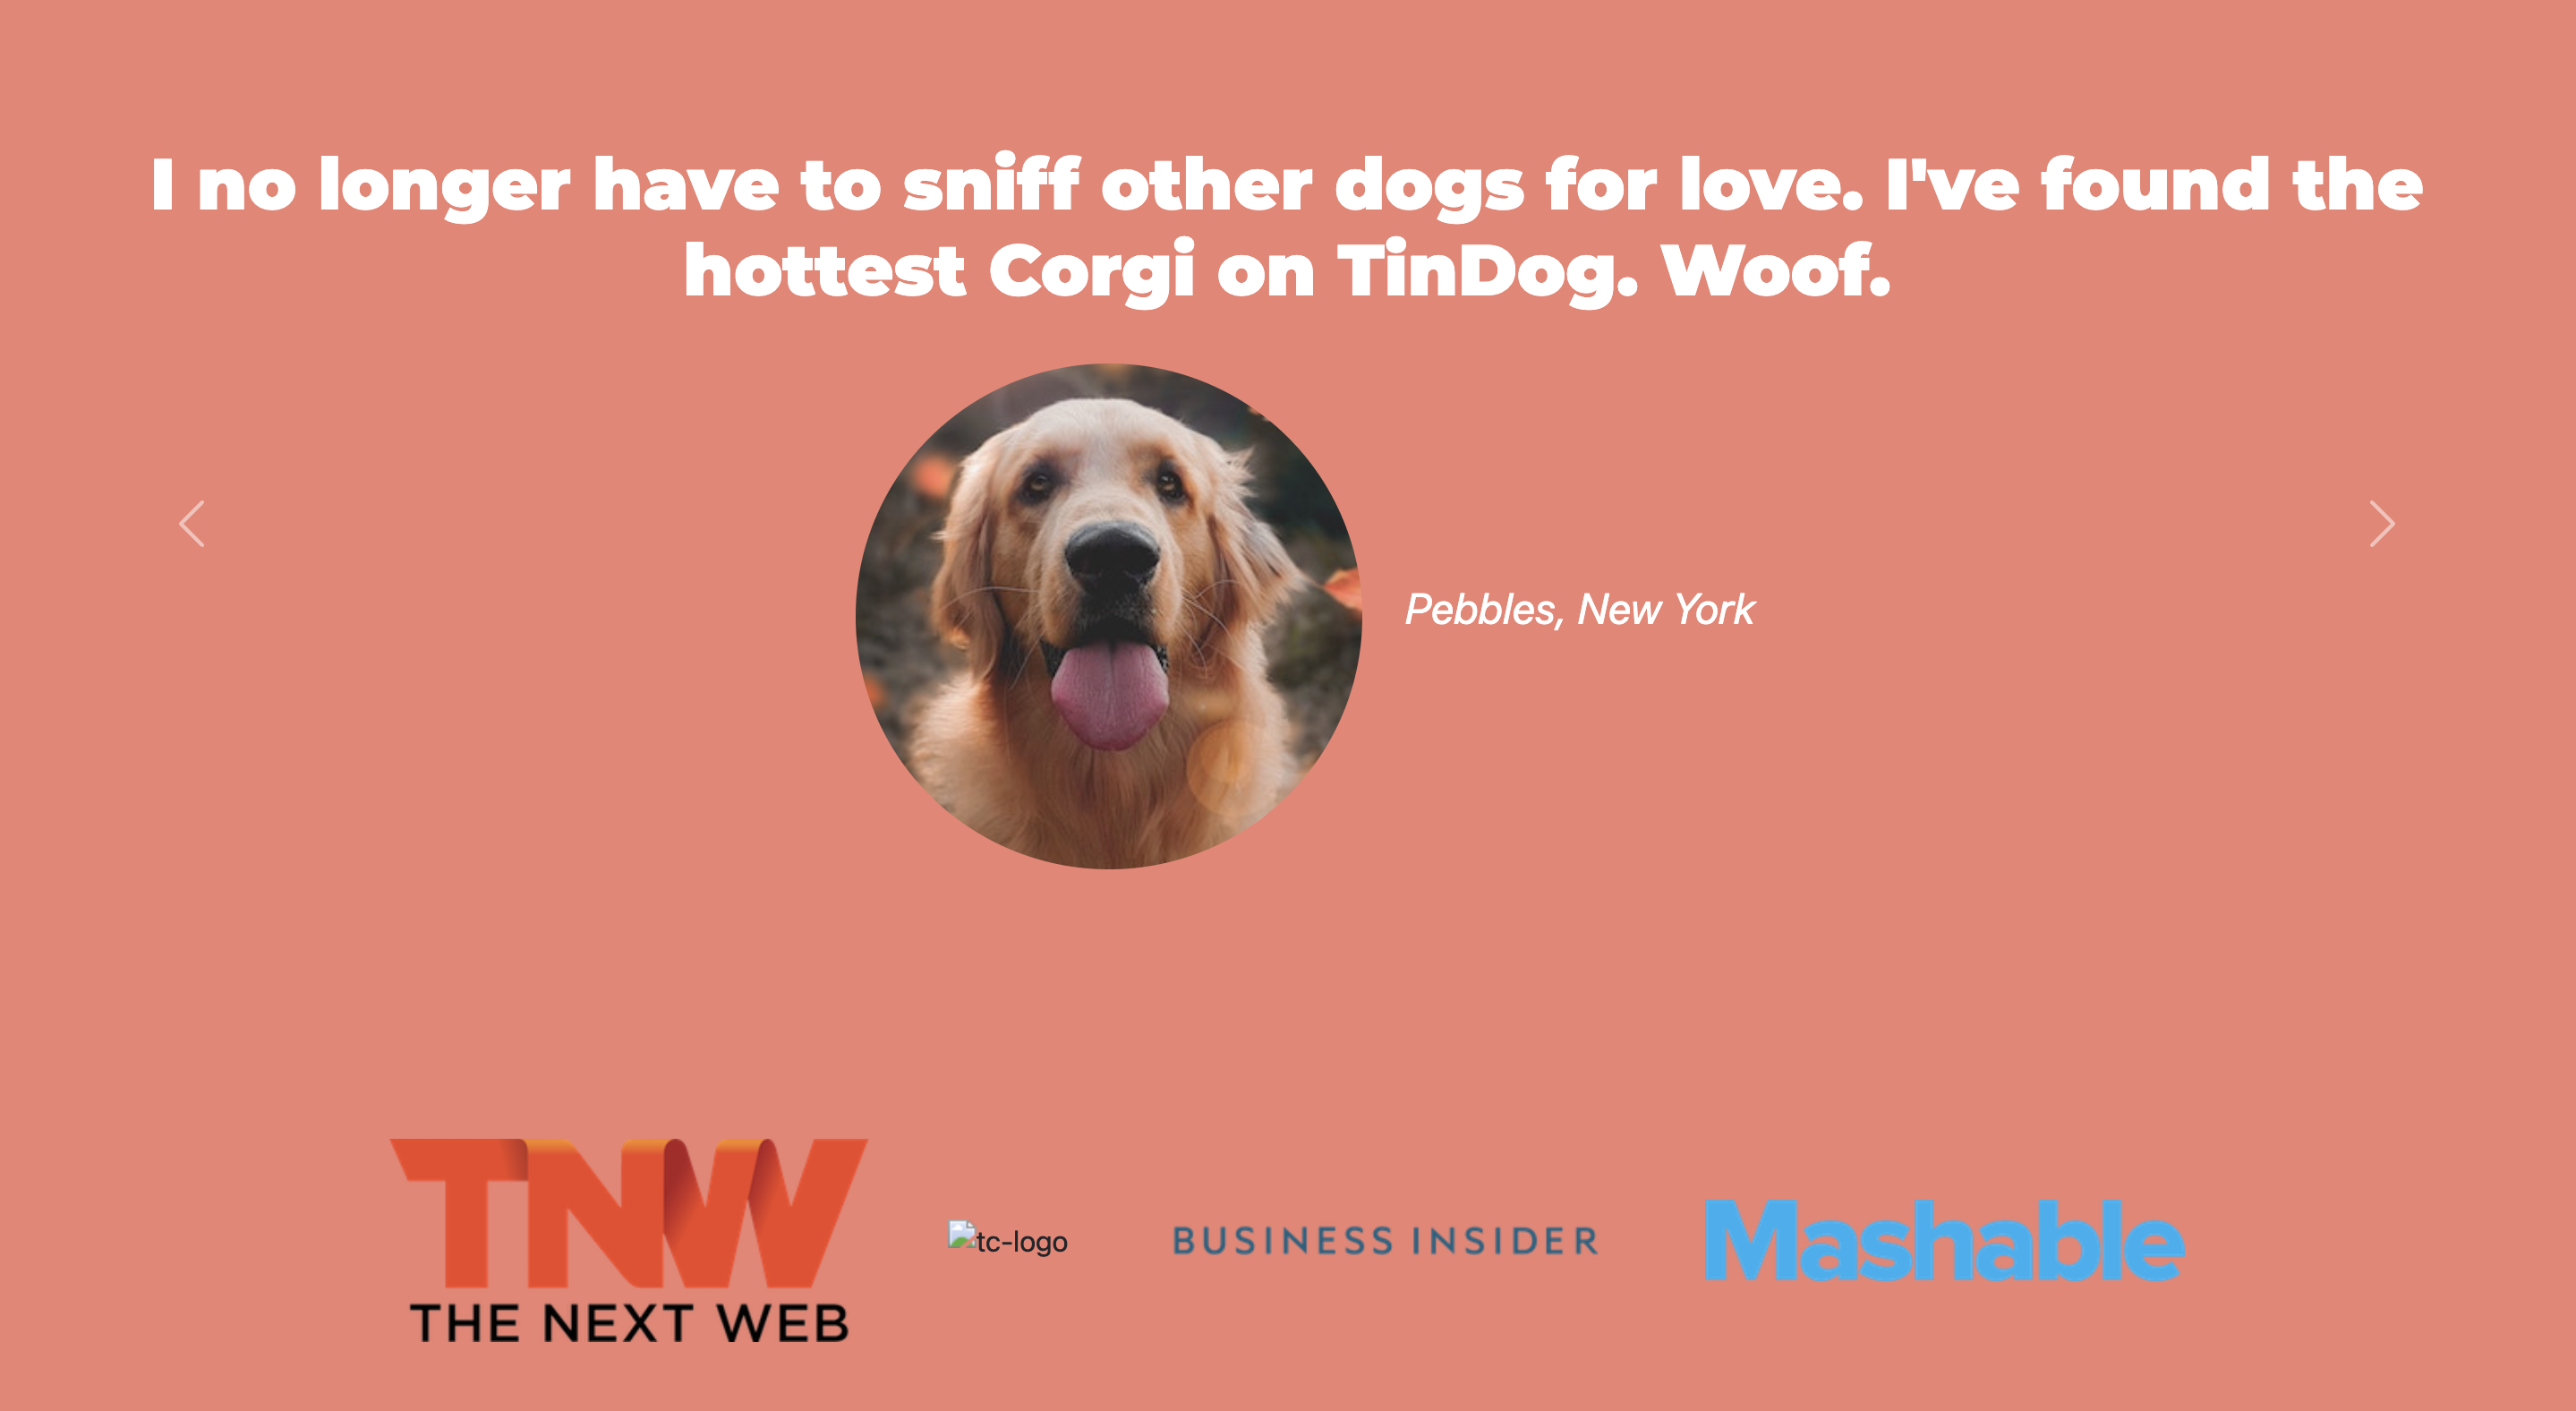 I no longer have to sniff other dogs for love. I've found the
hottest Corgi on TinDog. Woof.
Pebbles, New York
TNW
THE NEXT WEB
tc-logo
BUSINESS INSIDER
Mashable